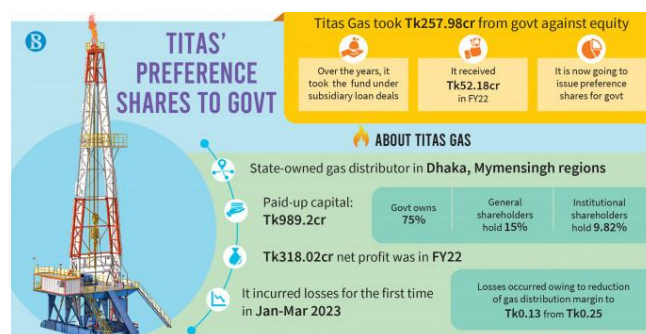 TITAS'
PREFERENCE
SHARES TO GOVT
Titas Gas took Tk257.98cr from govt against equity
Over the years, it
took the fund under
subsidiary loan deals
It received
Tk52.18cr
in FY22
It is now going to
issue preference
shares for govt
ABOUT TITAS GAS
State-owned gas distributor in Dhaka, Mymensingh regions
Paid-up capital:
Tk989.2cr
Govt owns
75%
General
shareholders
hold 15%
Institutional
shareholders
hold 9.82%
Tk318.02cr net profit was in FY22
It incurred losses for the first time
in Jan-Mar 2023
Losses occurred owing to reduction
of gas distribution margin to
Tk0.13 from Tk0.25